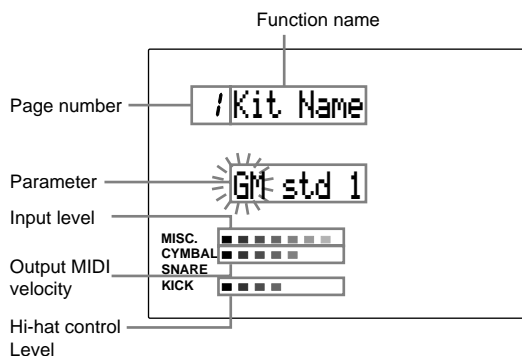 Function name
Page number
1 Kit Name
Parameter
GM std 1
Input level
MISC.
CYMBAL
SNARE
KICK
Output MIDI
velocity
Hi-hat control
Level